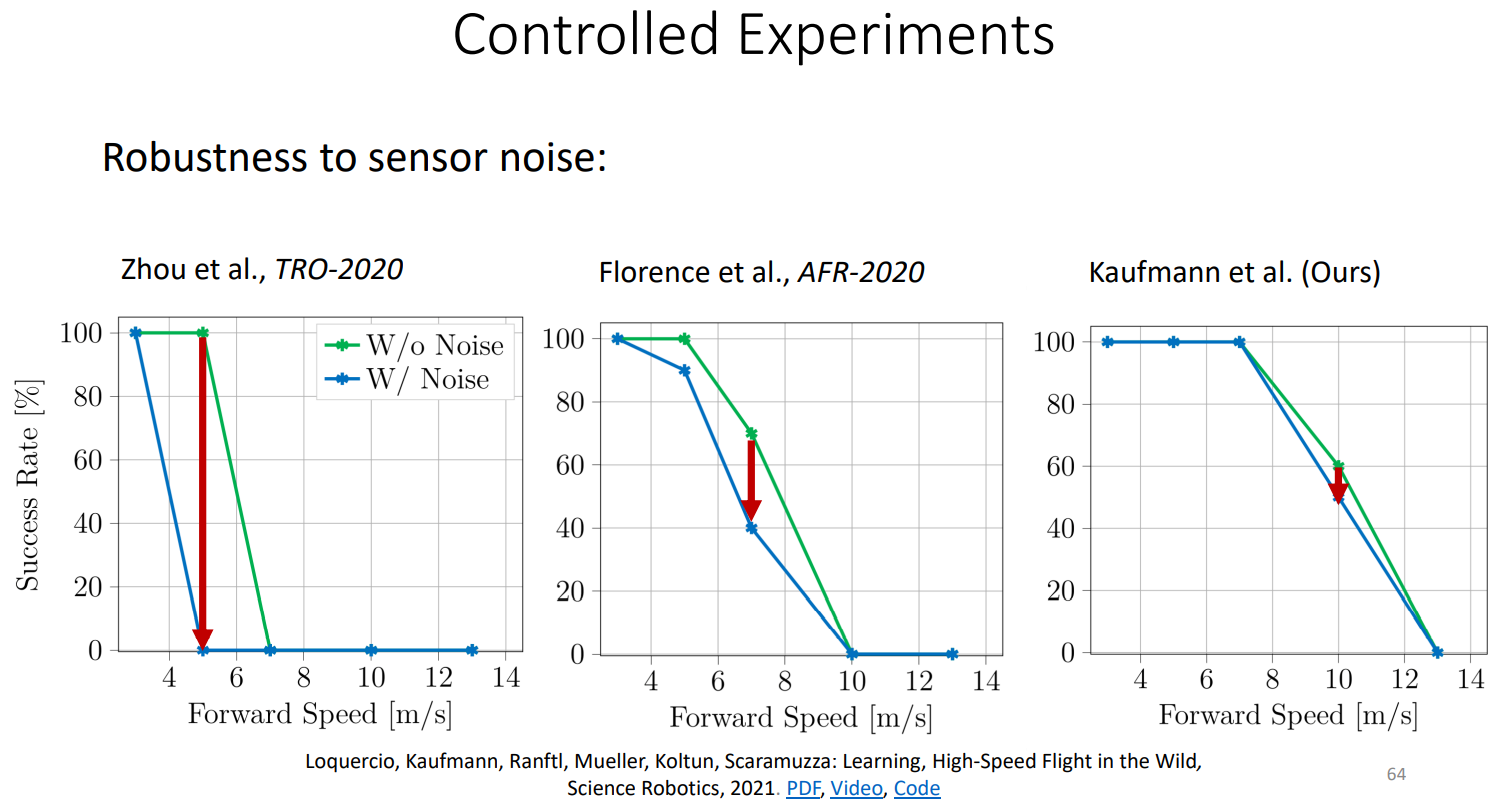 Controlled Experiments
Robustness to sensor noise:
Zhou et al., TRO-2020
Florence et al., AFR-2020
Kaufmann et al. (Ours)
Success Rate [%]
100
80
60
40
20
0
W/o Noise
W/ Noise
4 6 8 10 12 14
Forward Speed [m/s]
100
80
60
40
20
0
4 6 8 10 12 14
Forward Speed [m/s]
100
80
60
40
20
0
4 6 8 10 12 14
Forward Speed [m/s]
Loquercio, Kaufmann, Ranftl, Mueller, Koltun, Scaramuzza: Learning, High-Speed Flight in the Wild,
Science Robotics, 2021. PDF, Video, Code
64